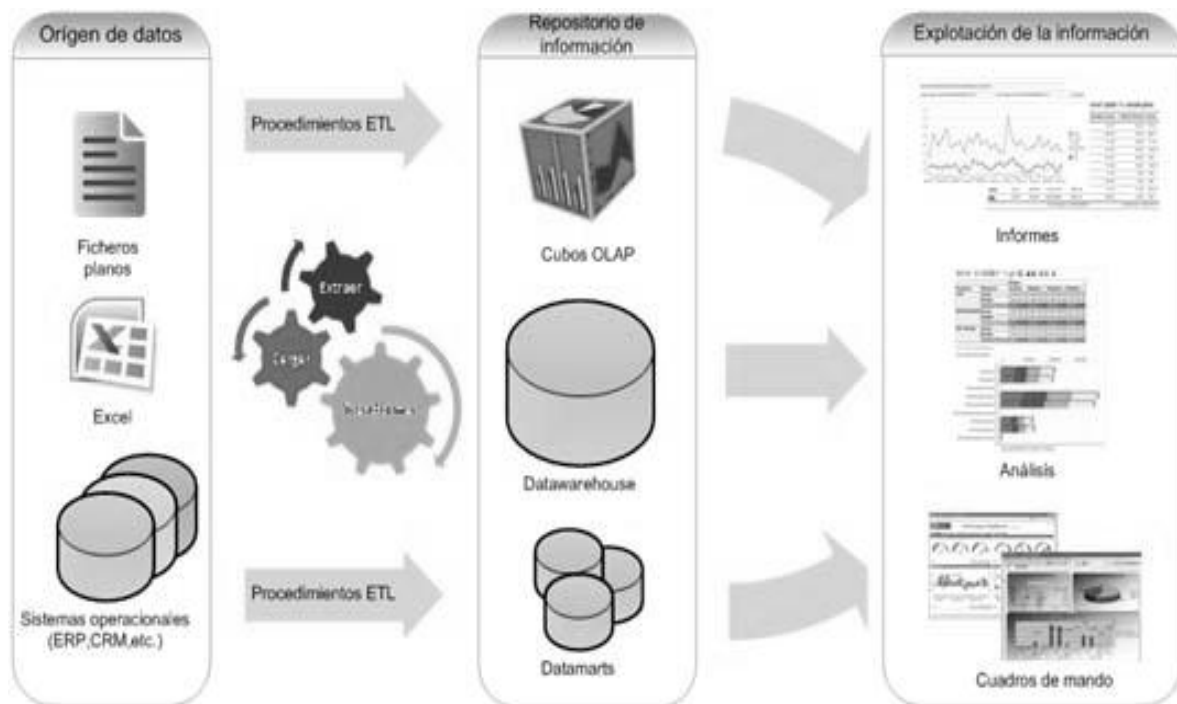 Origen de datos
Ficheros
planos
Excel
Sistemas operacionales
(ERP,CRM,etc.)
Procedimientos ETL
Extraer
Cargar
Procedimientos ETL
Repositorio de
información
Cubos OLAP
Datawarehouse
Datamarts
Explotación de la información
Informes
Análisis
Cuadros de mando